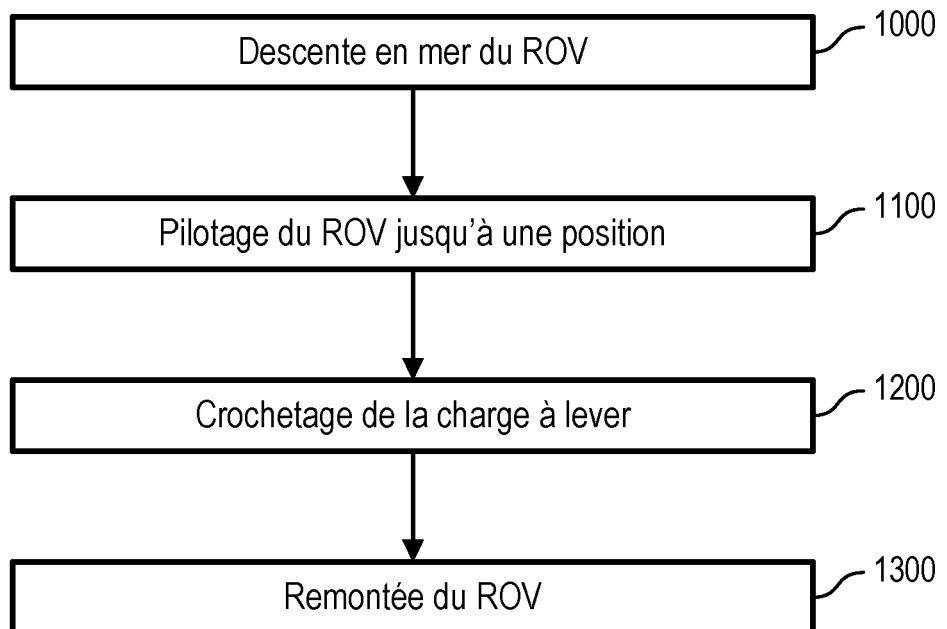 Descente en mer du ROV
1000
Pilotage du ROV jusqu'à une position
1100
Crochetage de la charge à lever
1200
Remontée du ROV
1300